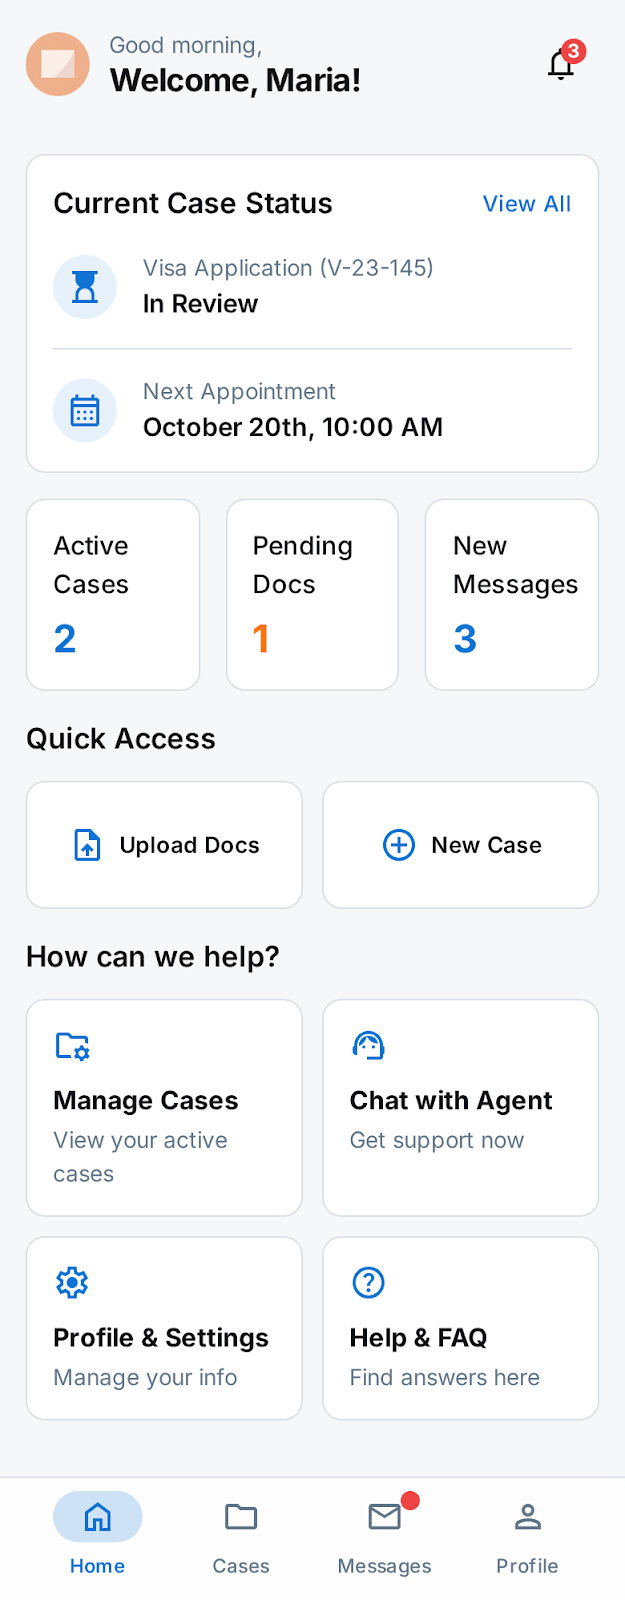 Good morning,
Welcome, Maria!
3
Current Case Status
View All
Visa Application (V-23-145)
In Review
Next Appointment
October 20th, 10:00 AM
Active
Cases
2
Pending
Docs
1
New
Messages
3
Quick Access
Upload Docs
New Case
How can we help?
Manage Cases
View your active
cases
Chat with Agent
Get support now
Profile & Settings
Manage your info
Help & FAQ
Find answers here
Home
Cases
Messages
Profile